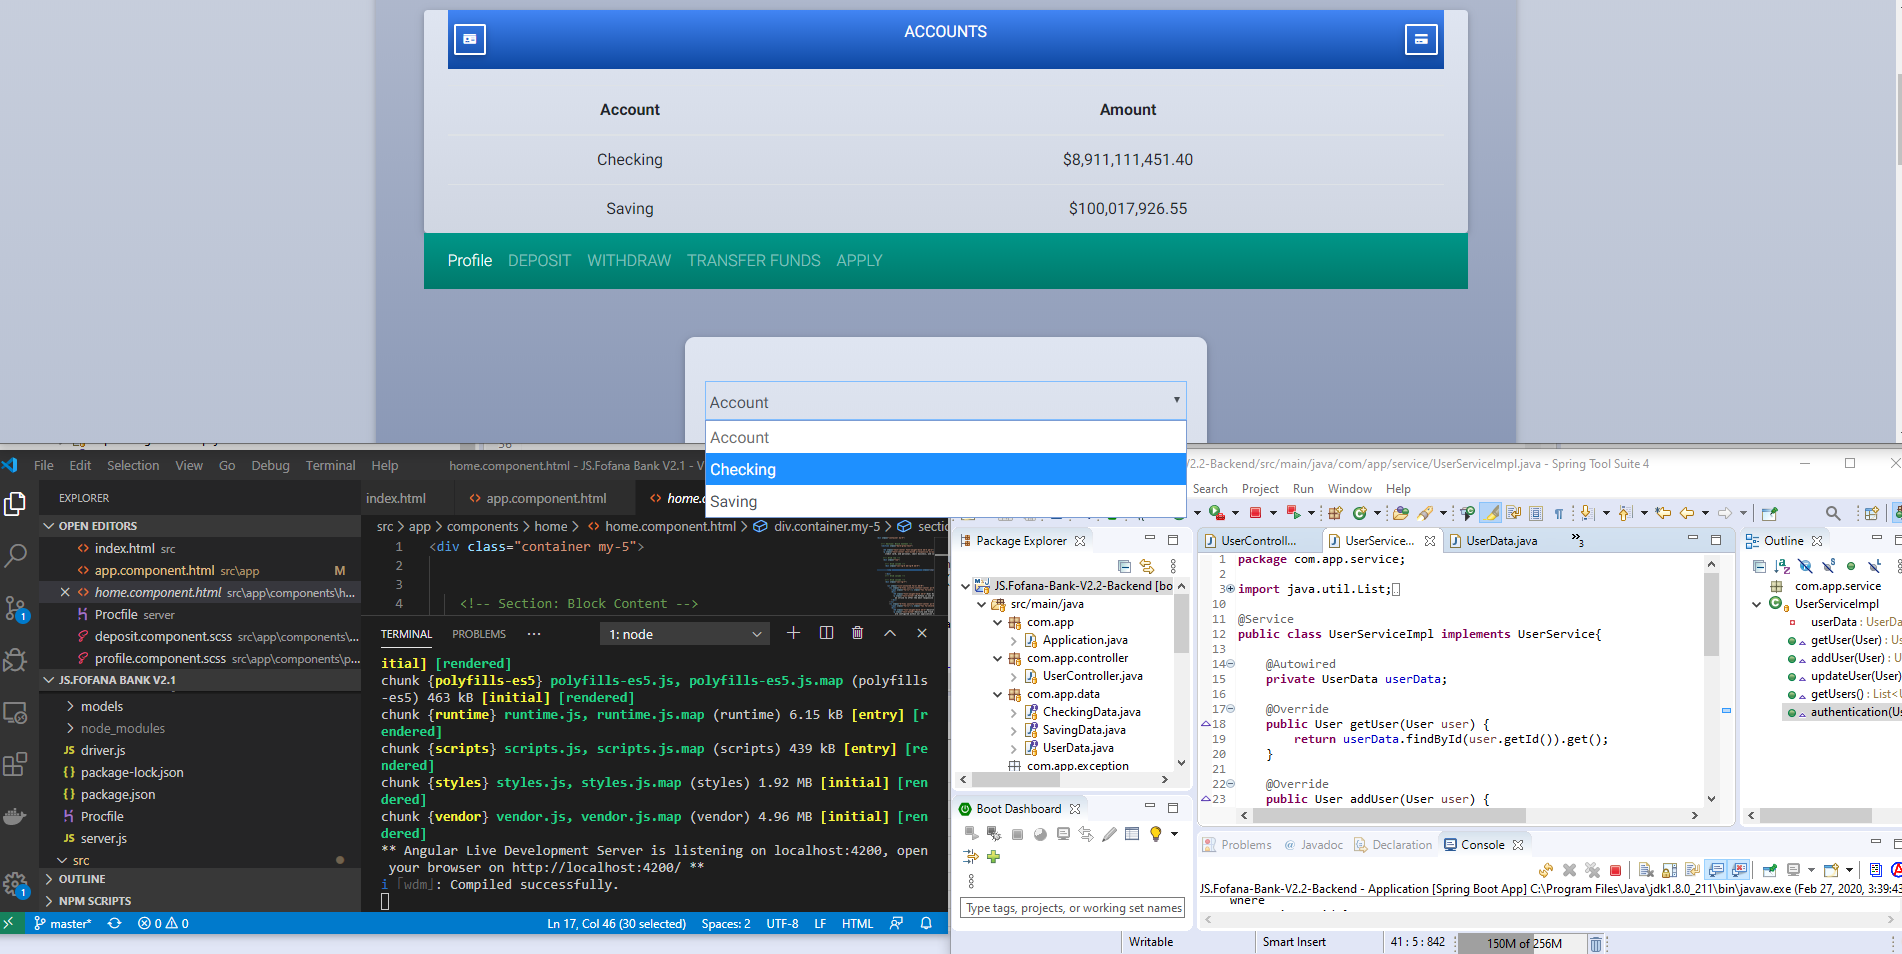 ACCOUNTS
Account Amount
Checking $8,911,111,451.40
Saving $100,017,926.55
Profile DEPOSIT WITHDRAW TRANSFER FUNDS APPLY
Account
Account
Checking
Saving
File Edit Selection View Go Debug Terminal Help home.component.html - JS.Fofana Bank V2.1 - V
EXPLORER
OPEN EDITORS
index.html src
app.component.html src\app M
home.component.html src\app\components\h...
Procfile server
deposit.component.scss src\app\components\...
profile.component.scss src\app\components\p...
JS.FOFANA BANK V2.1
models
node_modules
driver.js
package-lock.json
package.json
Procfile
server.js
src
OUTLINE
NPM SCRIPTS
index.html app.component.html home.c
src > app > components > home > home.component.html > div.container.my-5 > sectio
1 <div class="container my-5">
2
3
4 <!-- Section: Block Content -->
TERMINAL PROBLEMS ... 1: node
itial] [rendered]
chunk {polyfills-es5} polyfills-es5.js, polyfills-es5.js.map (polyfills
-es5) 463 kB [initial] [rendered]
chunk {runtime} runtime.js, runtime.js.map (runtime) 6.15 kB [entry] [r
endered]
chunk {scripts} scripts.js, scripts.js.map (scripts) 439 kB [entry] [re
ndered]
chunk {styles} styles.js, styles.js.map (styles) 1.92 MB [initial] [ren
dered]
chunk {vendor} vendor.js, vendor.js.map (vendor) 4.96 MB [initial] [ren
dered]
** Angular Live Development Server is listening on localhost:4200, open
your browser on http://localhost:4200/ **
i ｢wdm｣: Compiled successfully.
master* 0 0 Ln 17, Col 46 (30 selected) Spaces: 2 UTF-8 LF HTML
/2.2-Backend/src/main/java/com/app/service/UserServiceImpl.java - Spring Tool Suite 4
Search Project Run Window Help
Package Explorer
JS.Fofana-Bank-V2.2-Backend [bo
src/main/java
com.app
Application.java
com.app.controller
UserController.java
com.app.data
CheckingData.java
SavingData.java
UserData.java
com.app.exception
Boot Dashboard
Type tags, projects, or working set names
UserControll... UserService... UserData.java »3
1 package com.app.service;
2
3 import java.util.List;
10
11 @Service
12 public class UserServiceImpl implements UserService{
13
14 @Autowired
15 private UserData userData;
16
17 @Override
18 public User getUser(User user) {
19 return userData.findById(user.getId()).get();
20 }
21
22 @Override
23 public User addUser(User user) {
Outline
com.app.service
UserServiceImpl
userData : UserDa
getUser(User) : Us
addUser(User) : U
updateUser(User)
getUsers() : List<U
authentication(Us
Problems @ Javadoc Declaration Console
JS.Fofana-Bank-V2.2-Backend - Application [Spring Boot App] C:\Program Files\Java\jdk1.8.0_211\bin\javaw.exe (Feb 27, 2020, 3:39:43
where
Writable Smart Insert 41 : 5 : 842 150M of 256M